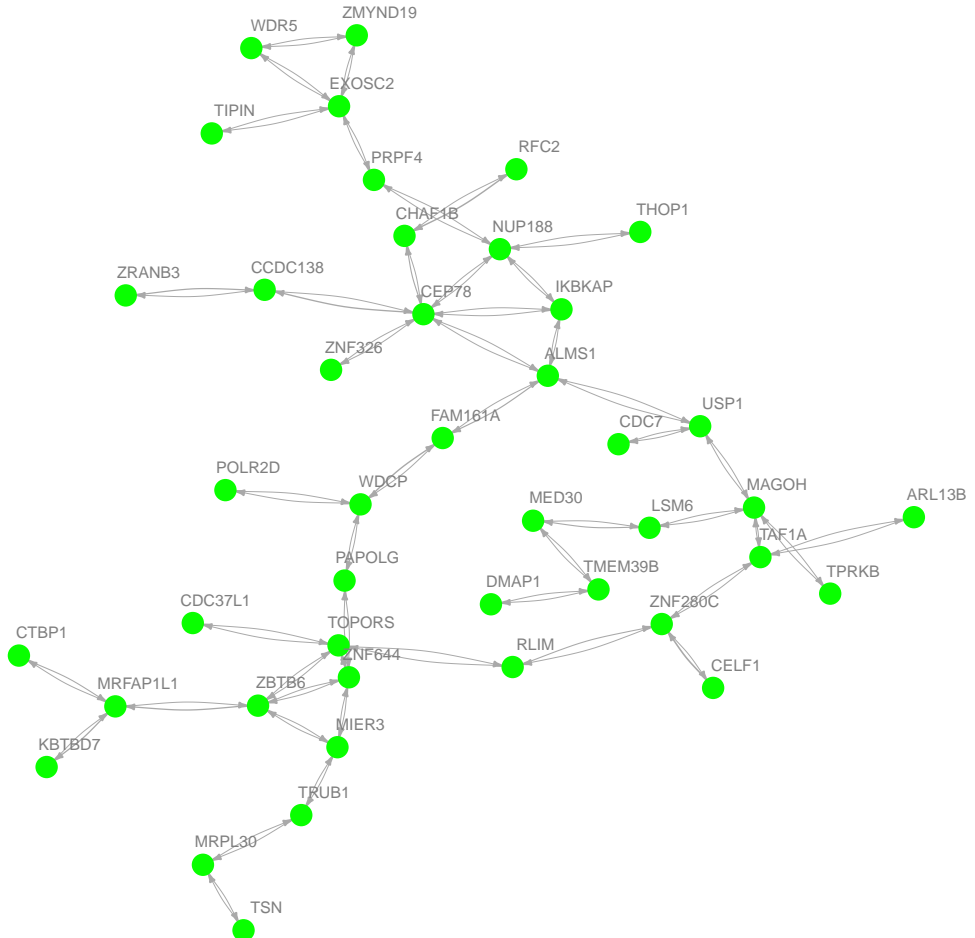 ZMYND19
WDR5
EXOSC2
TIPIN
RFC2
PRPF4
CHAF1B
THOP1
NUP188
CCDC138
ZRANB3
IKBKAP
CEP78
ZNF326
ALMS1
USP1
FAM161A
CDC7
POLR2D
WDCP
MAGOH
MED30
LSM6
ARL13B
TAF1A
PAPOLG
TMEM39B
TPRKB
DMAP1
CDC37L1
ZNF280C
TOPORS
CTBP1
RLIM
ZNF644
CELF1
MRFAP1L1
ZBTB6
MIER3
KBTBD7
TRUB1
MRPL30
TSN